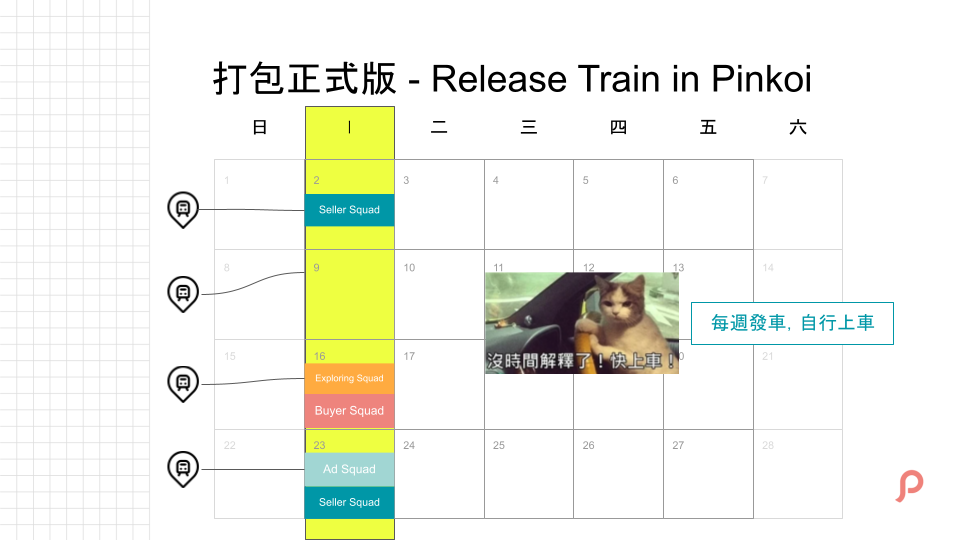 打包正式版 - Release Train in Pinkoi
日 一 二 三 四 五 六
1 2 3 4 5 6 7
Seller Squad
8 9 10 11 12 13 14
每週發車, 自行上車
沒時間解釋了！快上車！
15 16 17 0 21
Exploring Squad
Buyer Squad
22 23 24 25 26 27 28
Ad Squad
Seller Squad